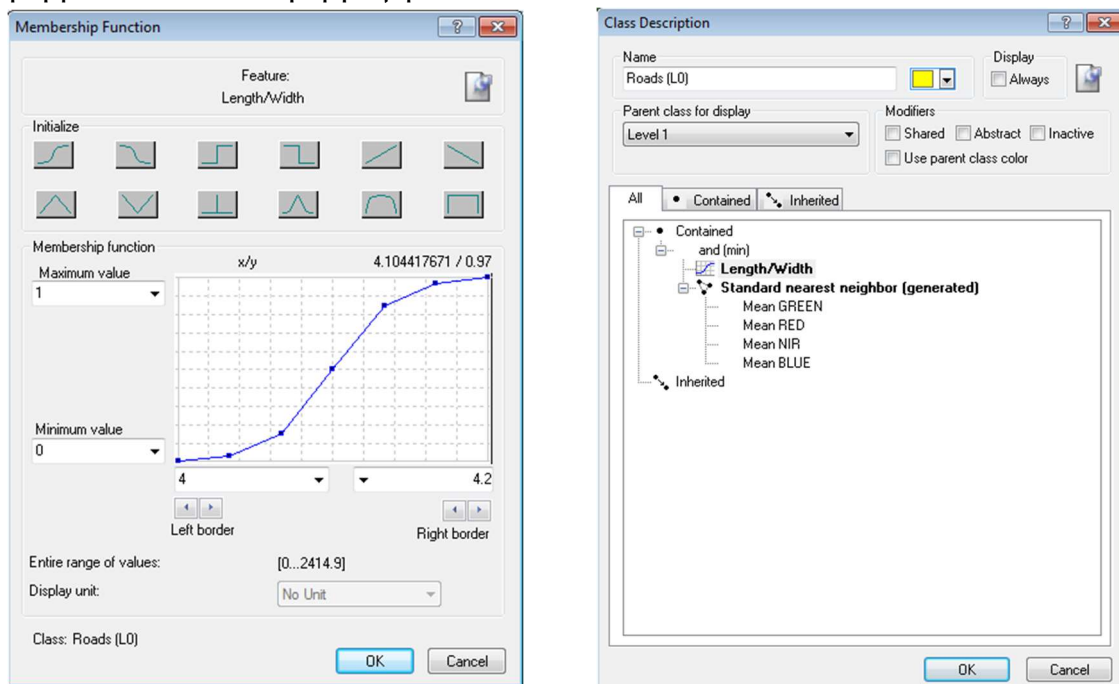 Membership Function
Feature:
Length/Width
Initialize
Membership function
Maximum value
x/y
4.104417671 / 0.97
1
Minimum value
0
4
4.2
Left border
Right border
Entire range of values:
[0...2414.9]
Display unit:
No Unit
Class: Roads (L0)
OK
Cancel
Class Description
Name
Roads (L0)
Display
Always
Parent class for display
Level 1
Modifiers
Shared
Abstract
Inactive
Use parent class color
All
Contained
Inherited
Contained
and (min)
Length/Width
Standard nearest neighbor (generated)
Mean GREEN
Mean RED
Mean NIR
Mean BLUE
Inherited
OK
Cancel